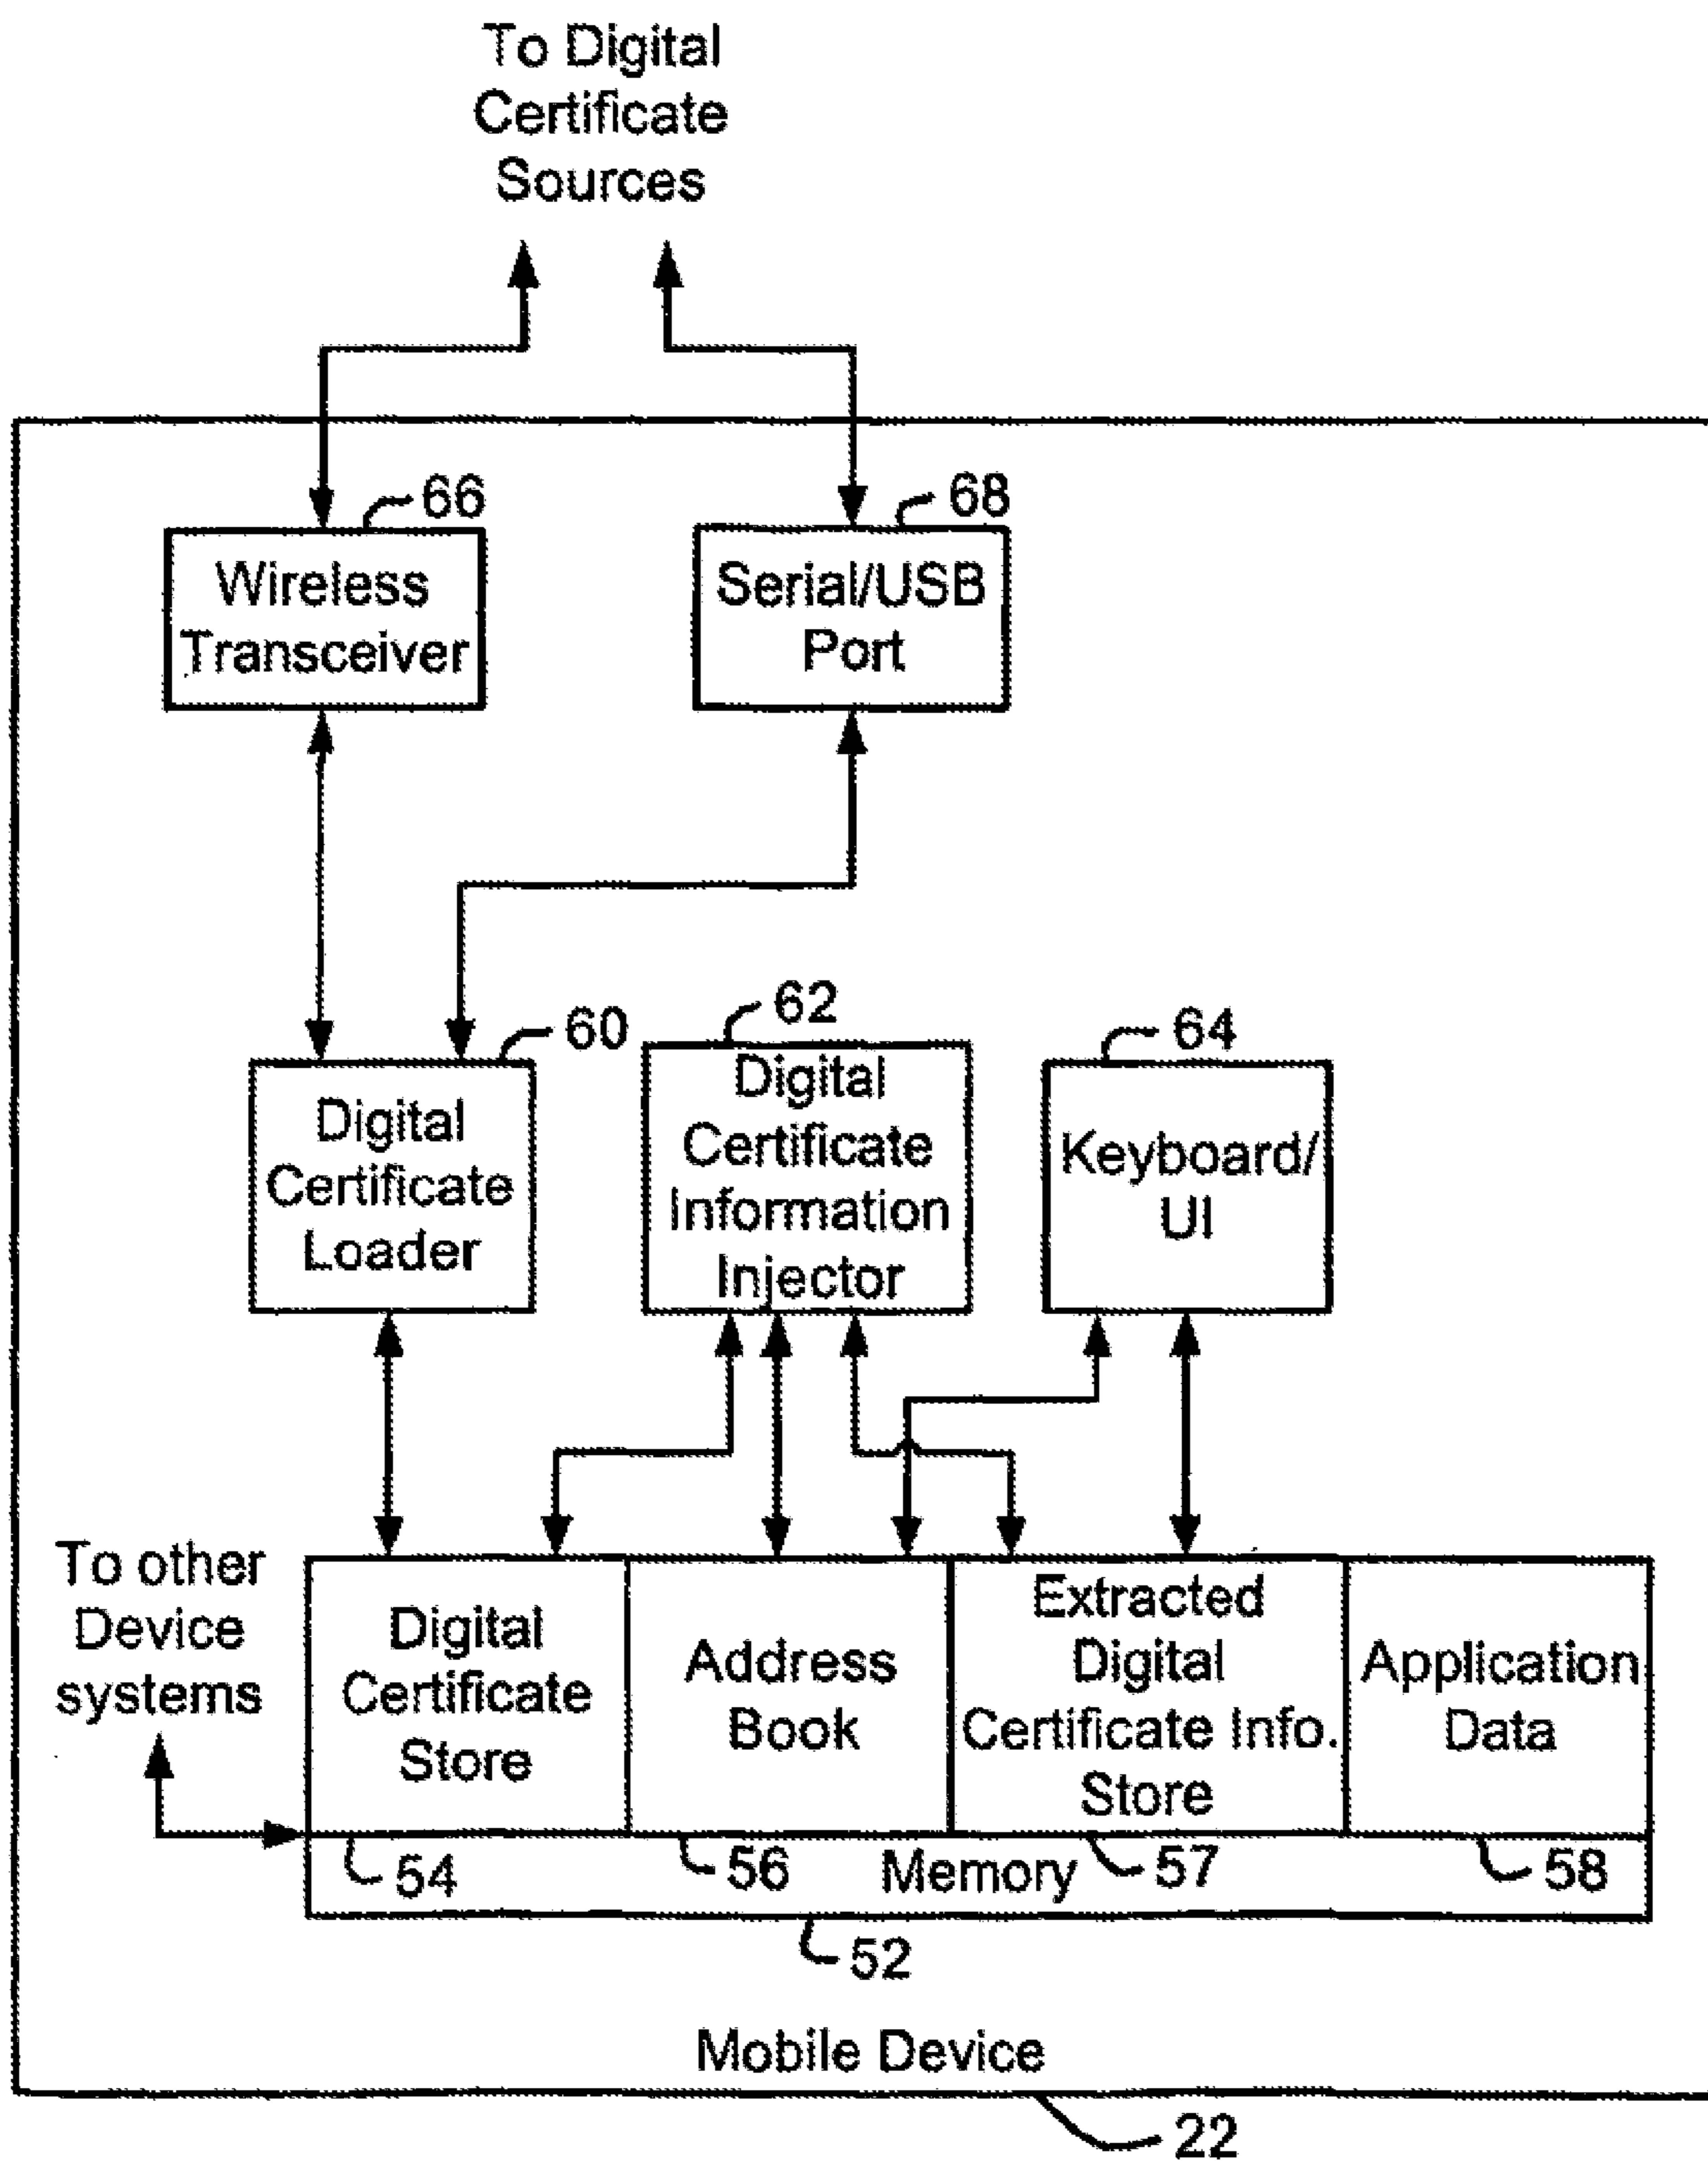 To Digital
Certificate
Sources
66
Wireless
Transceiver
68
Serial/USB
Port
60
Digital
Certificate
Loader
62
Digital
Certificate
Information
Injector
64
Keyboard/
UI
To other
Device
systems
Digital
Certificate
Store
Address
Book
Extracted
Digital
Certificate Info.
Store
Application
Data
54
56
Memory
57
58
52
Mobile Device
22